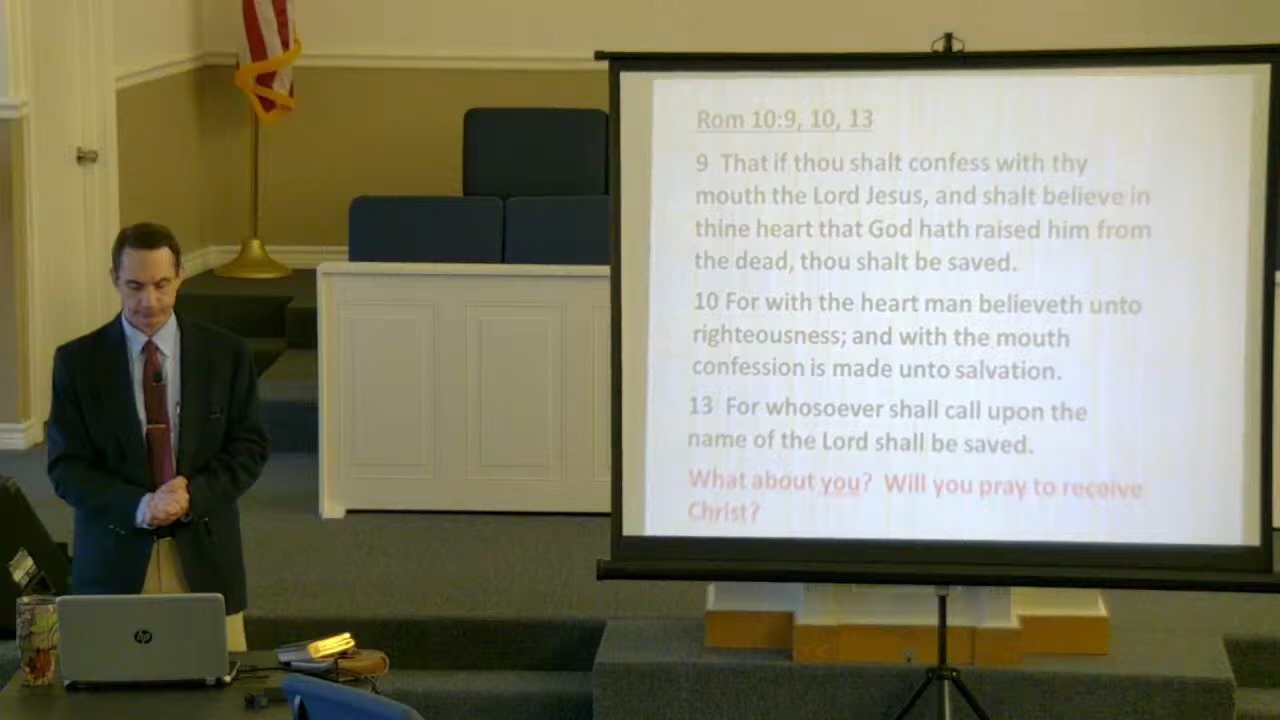 Rom 10:9, 10, 13
9 That if thou shalt confess with thy
mouth the Lord Jesus, and shalt believe in
thine heart that God hath raised him from
the dead, thou shalt be saved.
10 For with the heart man believeth unto
righteousness; and with the mouth
confession is made unto salvation.
13 For whosoever shall call upon the
name of the Lord shall be saved.
What about you? Will you pray to receive
Christ?
hp